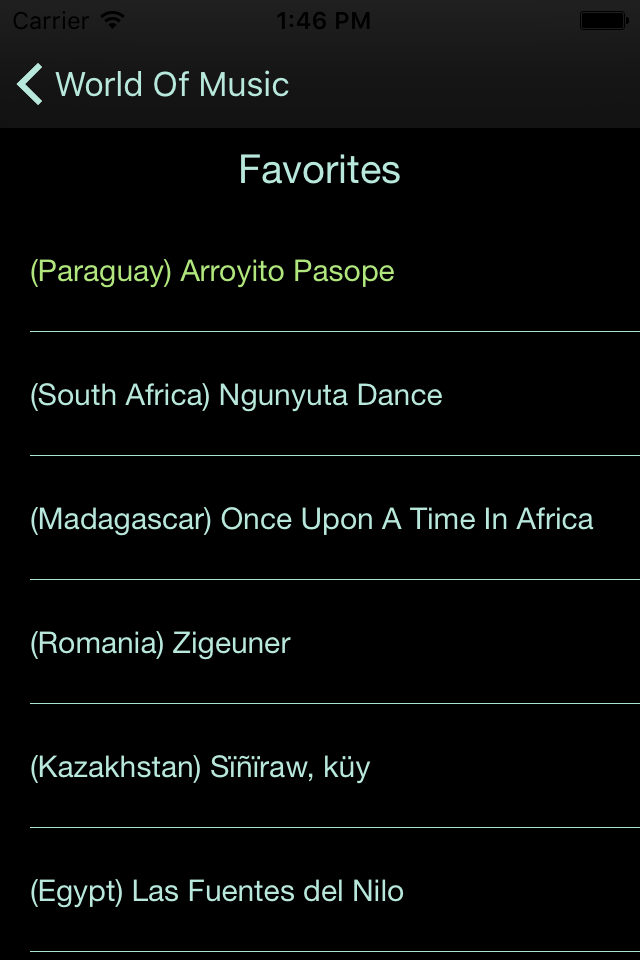 Carrier 1:46 PM
World Of Music
Favorites
(Paraguay) Arroyito Pasope
(South Africa) Ngunyuta Dance
(Madagascar) Once Upon A Time In Africa
(Romania) Zigeuner
(Kazakhstan) Sïñïraw, küy
(Egypt) Las Fuentes del Nilo